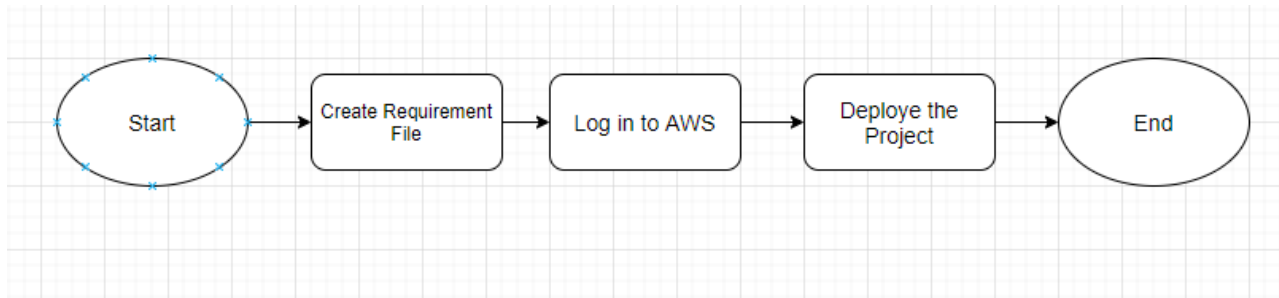 Start
Create Requirement
File
Log in to AWS
Deploye the
Project
End